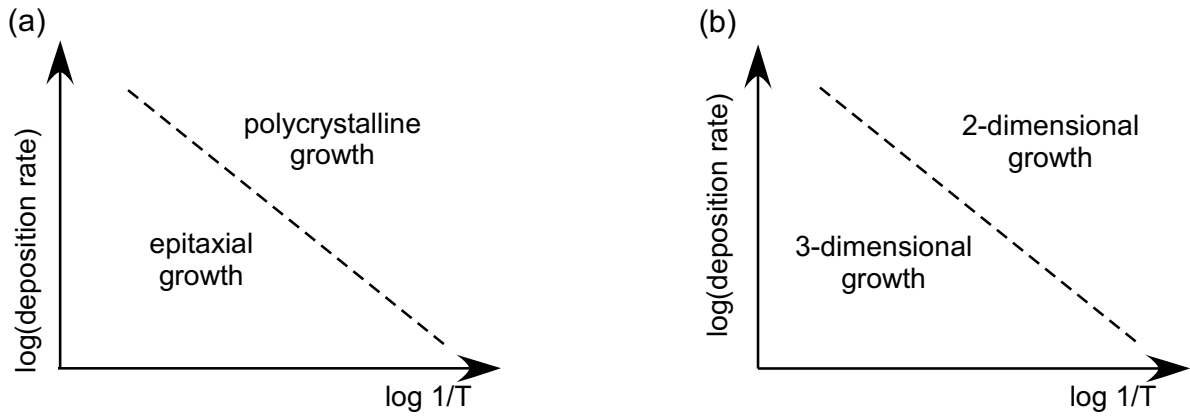 (a)
log(deposition rate)
polycrystalline
growth
epitaxial
growth
log 1/T
(b)
log(deposition rate)
2-dimensional
growth
3-dimensional
growth
log 1/T